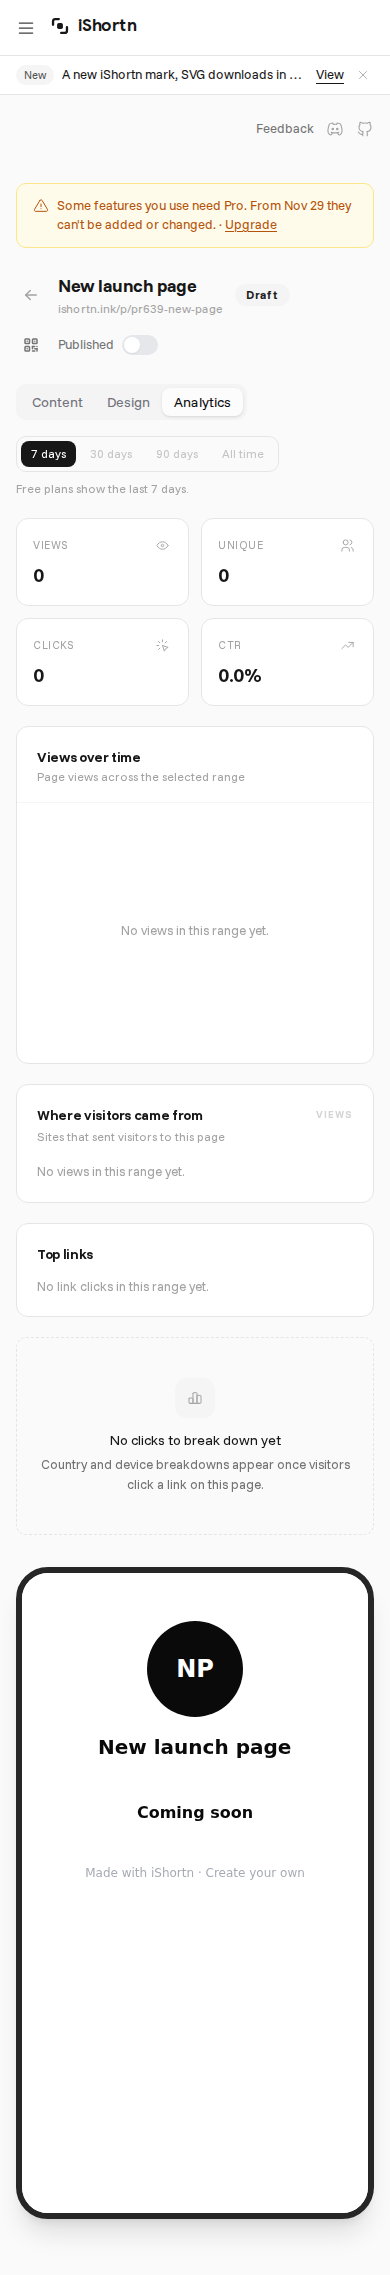 iShortn
New
A new iShortn mark, SVG downloads in ...
View
Feedback
Some features you use need Pro. From Nov 29 they
can't be added or changed. · Upgrade
New launch page
ishortn.ink/p/pr639-new-page
Draft
Published
Content
Design
Analytics
7 days
30 days
90 days
All time
Free plans show the last 7 days.
VIEWS
0
UNIQUE
0
CLICKS
0
CTR
0.0%
Views over time
Page views across the selected range
No views in this range yet.
Where visitors came from
VIEWS
Sites that sent visitors to this page
No views in this range yet.
Top links
No link clicks in this range yet.
No clicks to break down yet
Country and device breakdowns appear once visitors
click a link on this page.
NP
New launch page
Coming soon
Made with iShortn · Create your own